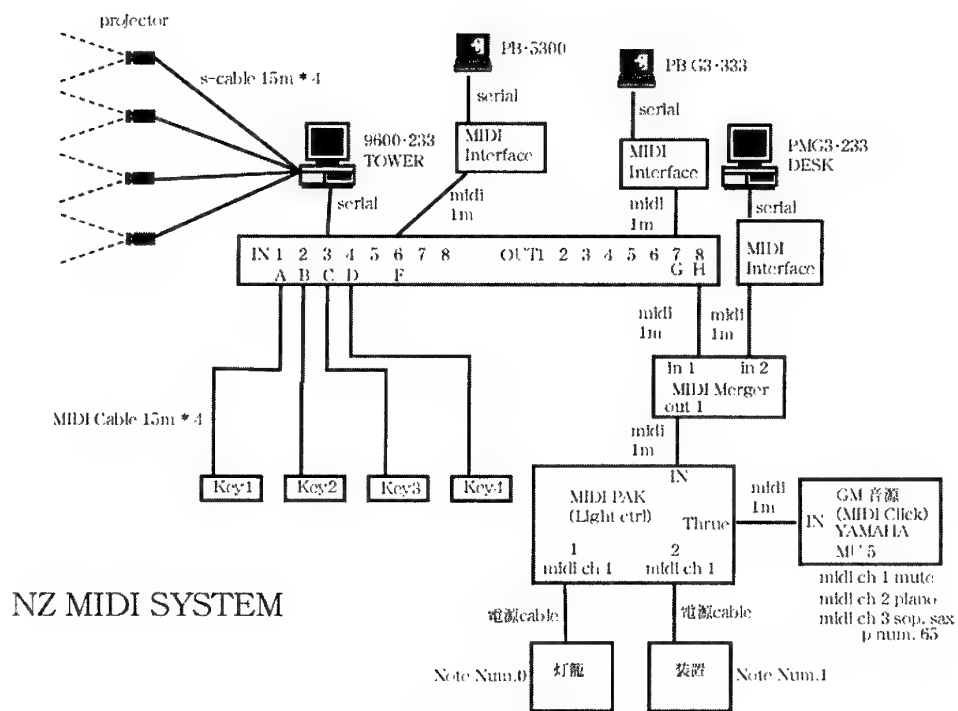 projector
s-cable 15m * 4
9600-233
TOWER
serial
PB-5300
serial
MIDI
Interface
midi
1m
PB G3-333
serial
MIDI
Interface
midi
1m
PMG3-233
DESK
serial
MIDI
Interface
IN 1 2 3 4 5 6 7 8 OUT1 2 3 4 5 6 7 8
A B C D F G H
midi
1m
midi
1m
in 1 in 2
MIDI Merger
out 1
midi
1m
MIDI Cable 15m * 4
Key1 Key2 Key3 Key4
IN
MIDI PAK
(Light ctrl)
Thrue
1 2
midi ch 1 midi ch 1
midi
1m
IN
GM 音源
(MIDI Click)
YAMAHA
MU 5
midi ch 1 mute
midi ch 2 piano
midi ch 3 sop. sax
p num. 65
電源cable
電源cable
NZ MIDI SYSTEM
Note Num.0
灯籠
装置
Note Num.1